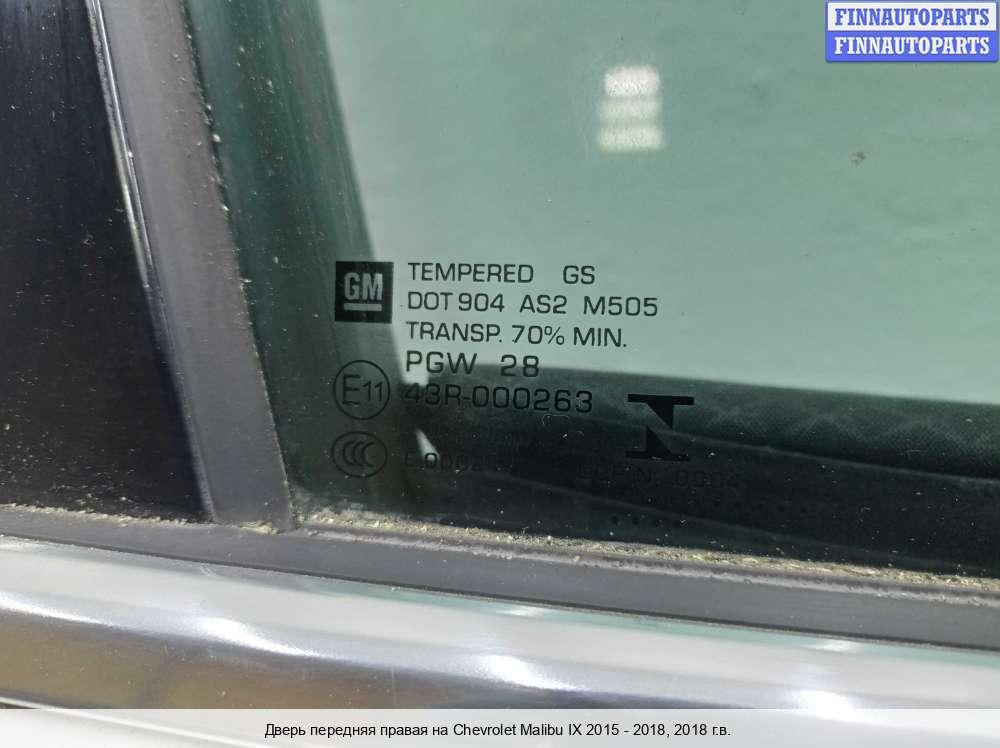 FINNAUTOPARTS
FINNAUTOPARTS
GM
TEMPERED GS
DOT 904 AS2 M505
TRANSP. 70% MIN.
PGW 28
E11 43R-000263
CCC
Дверь передняя правая на Chevrolet Malibu IX 2015 - 2018, 2018 г.в.